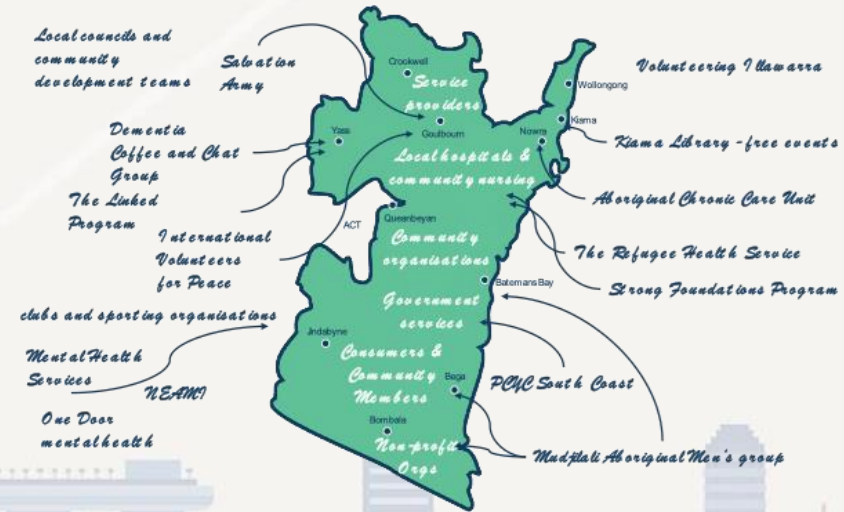 Local councils and
community
development teams
Salvation
Army
Crookwell
Service
providers
Wollongong
Volunteering Illawarra
Dementia
Coffee and Chat
Group
Yass
Goulbourn
Nowra
Kiama
Kiama Library - free events
Local hospitals &
community nursing
The Linked
Program
Aboriginal Chronic Care Unit
International
Volunteers
for Peace
ACT
Queanbeyan
Community
organisations
The Refugee Health Service
Strong Foundations Program
Batemans Bay
Government
services
clubs and sporting organisations
Jindabyne
Mental Health
Services
NEAMI
Consumers &
Community
Members
Bega
PCYC South Coast
One Door
mental health
Bombala
Non-profit
Orgs
Aboriginal Men's group